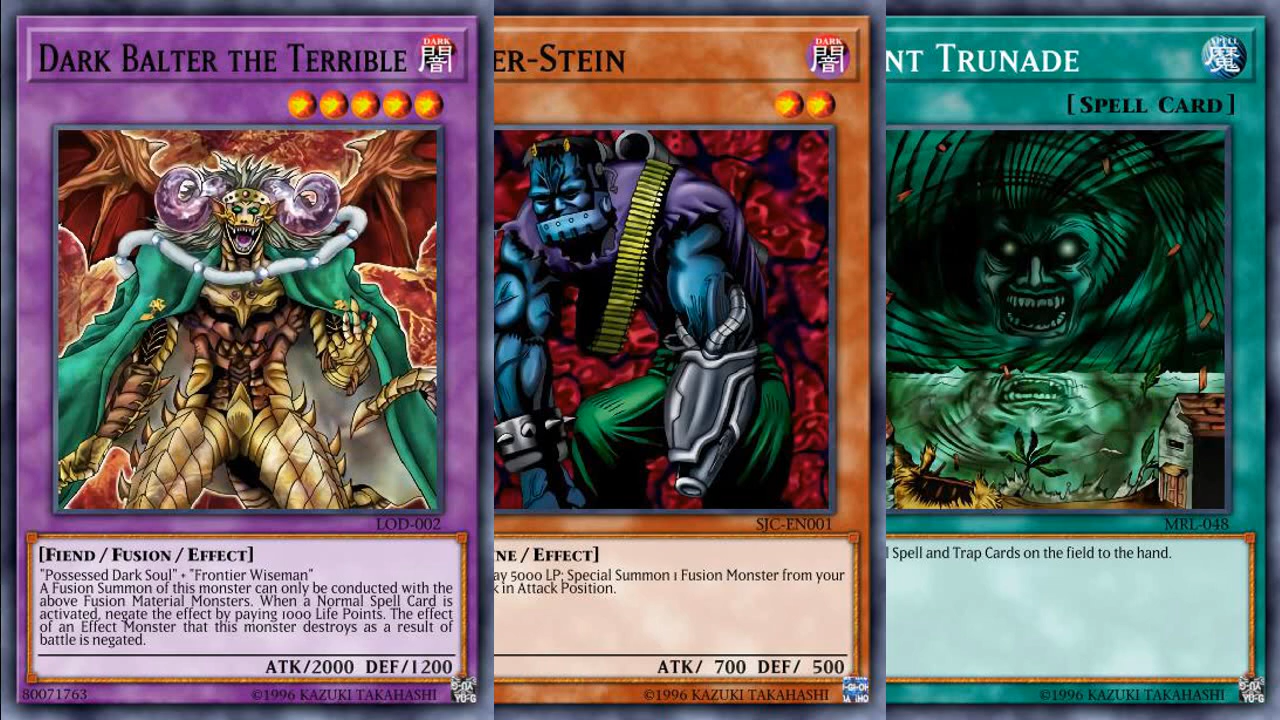 DARK BALTER THE TERRIBLE
DARK
闇
LOD-002
[FIEND / FUSION / EFFECT]
"Possessed Dark Soul" + "Frontier Wiseman"
A Fusion Summon of this monster can only be conducted with the
above Fusion Material Monsters. When a Normal Spell Card is
activated, negate the effect by paying 1000 Life Points. The effect
of an Effect Monster that this monster destroys as a result of
battle is negated.
ATK/2000 DEF/1200
80071763
©1996 KAZUKI TAKAHASHI
ER-STEIN
DARK
闇
SJC-EN001
NE / EFFECT]
ay 5000 LP; Special Summon 1 Fusion Monster from your
k in Attack Position.
ATK/ 700 DEF/ 500
©1996 KAZUKI TAKAHASHI
NT TRUNADE
SPELL
魔
[ SPELL CARD ]
MRL-048
l Spell and Trap Cards on the field to the hand.
©1996 KAZUKI TAKAHASHI